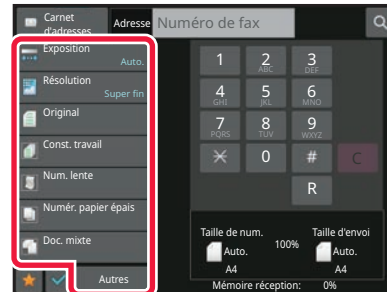 Carnet
d'adresses
Adresse
Numéro de fax
Exposition
Auto.
Résolution
Super fin
Original
Const. travail
Num. lente
Numér. papier épais
Doc. mixte
Autres
1
2
ABC
3
DEF
4
GHI
5
JKL
6
MNO
7
PQRS
8
TUV
9
WXYZ
0
#
C
R
Taille de num.
Auto.
A4
100%
Taille d'envoi
Auto.
A4
Mémoire réception: 0%